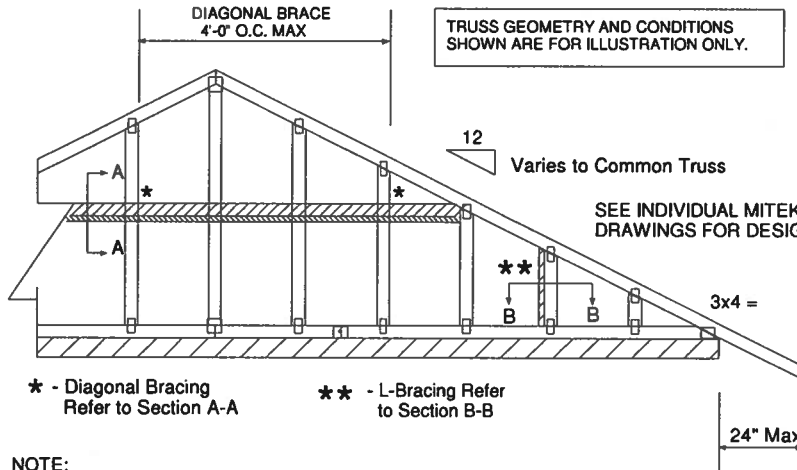 DIAGONAL BRACE
4'-0" O.C. MAX
TRUSS GEOMETRY AND CONDITIONS
SHOWN ARE FOR ILLUSTRATION ONLY.
12
Varies to Common Truss
A
*
*
SEE INDIVIDUAL MITEK
DRAWINGS FOR DESIG
A
**
B
B
3x4 =
1
* - Diagonal Bracing
Refer to Section A-A
** - L-Bracing Refer
to Section B-B
24" Max
NOTE: